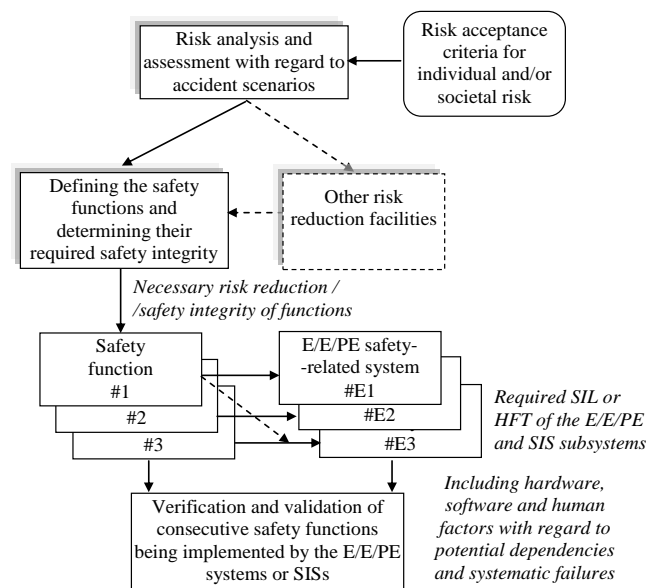 Risk analysis and
assessment with regard to
accident scenarios
Risk acceptance
criteria for
individual and/or
societal risk
Defining the safety
functions and
determining their
required safety integrity
Other risk
reduction facilities
Necessary risk reduction /
/safety integrity of functions
Safety
function
#1
#2
#3
E/E/PE safety-
-related system
#E1
#E2
#E3
Required SIL or
HFT of the E/E/PE
and SIS subsystems
Verification and validation of
consecutive safety functions
being implemented by the E/E/PE
systems or SISs
Including hardware,
software and human
factors with regard to
potential dependencies
and systematic failures